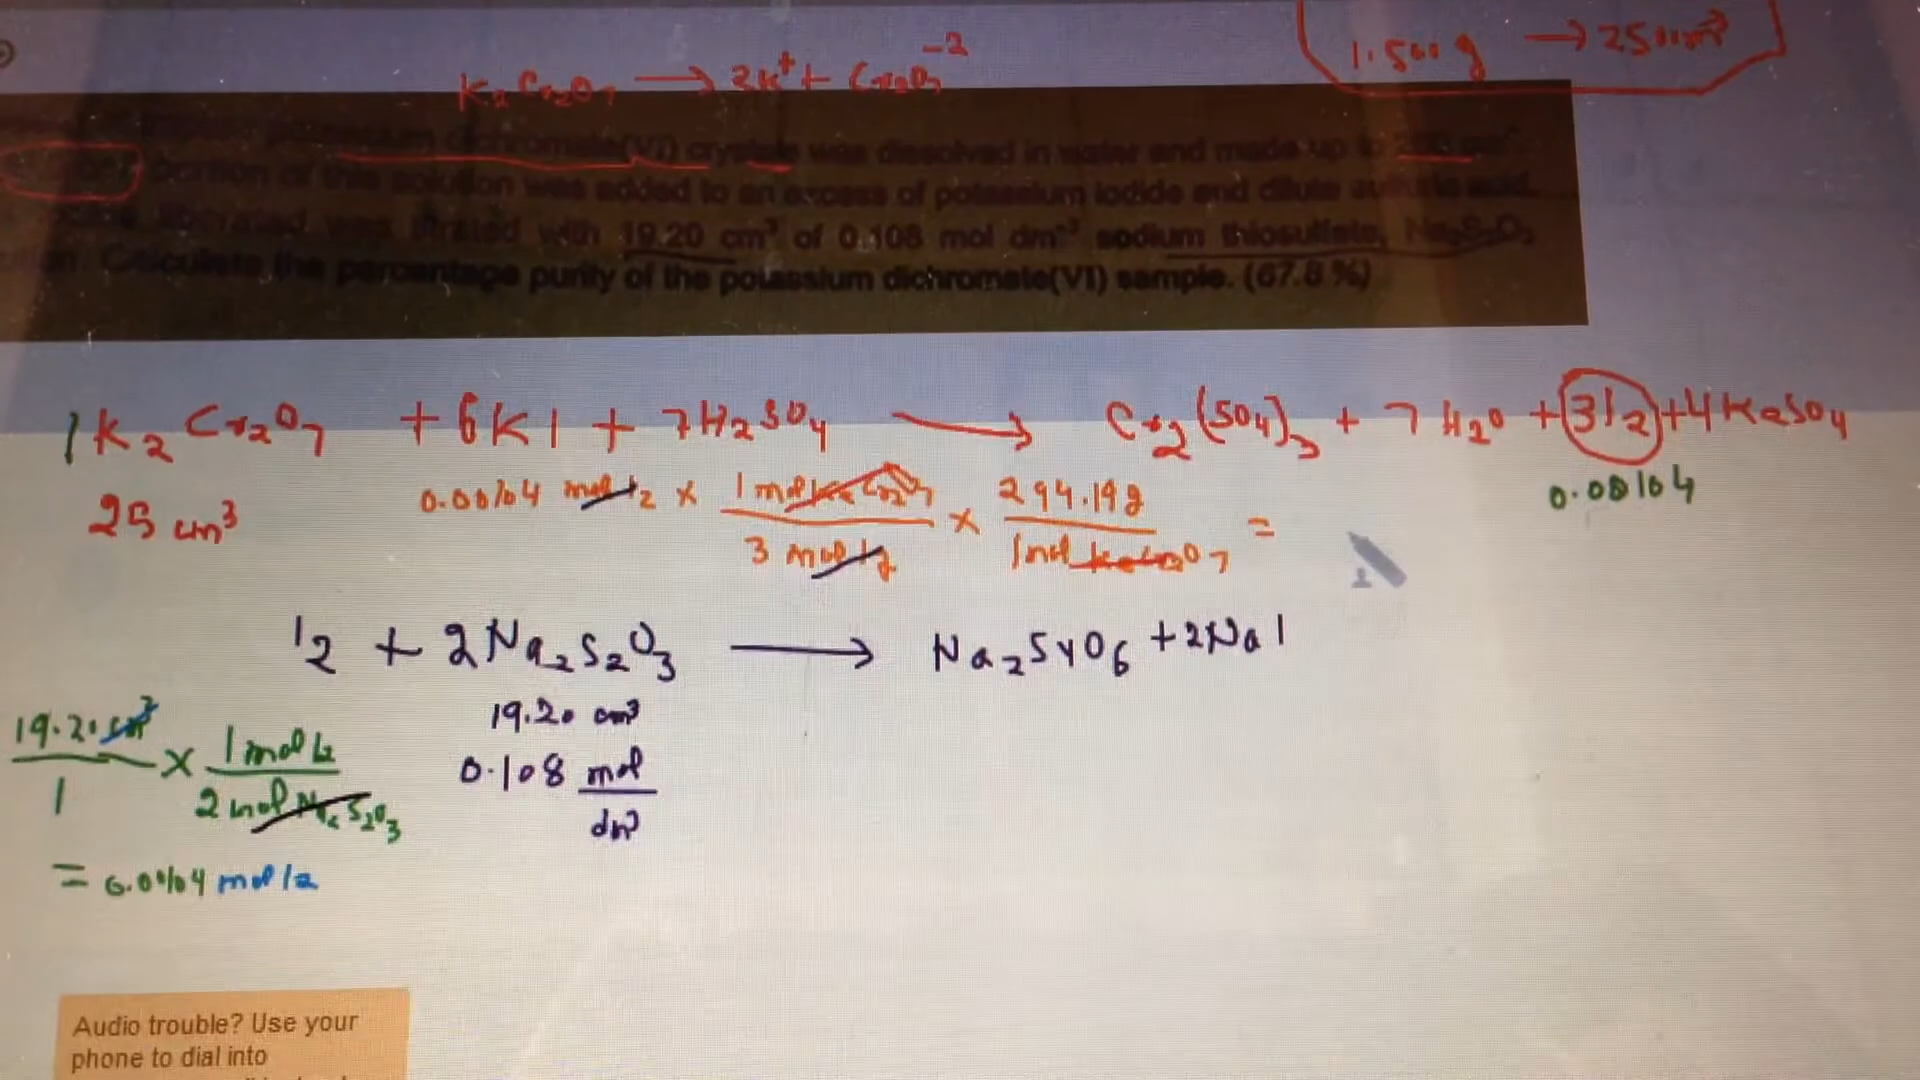 1.500 g → 250 cm³
K₂Cr₂O₇ → 2K⁺ + Cr₂O₇⁻²
potassium dichromate(VI) crystals was dissolved in water and made up to 250 cm³
portion of this solution was added to an excess of potassium iodide and dilute sulfuric acid.
liberated was titrated with 19.20 cm³ of 0.108 mol dm⁻³ sodium thiosulfate, Na₂S₂O₃
Calculate the percentage purity of the potassium dichromate(VI) sample. (67.8 %)
1K₂Cr₂O₇ + 6KI + 7H₂SO₄ → Cr₂(SO₄)₃ + 7H₂O + 3I₂ + 4K₂SO₄
25 cm³
0.00104 mol I₂ × 1 mol K₂Cr₂O₇ / 3 mol I₂ × 294.19g / 1mol K₂Cr₂O₇ =
0.00104
I₂ + 2Na₂S₂O₃ → Na₂S₄O₆ + 2NaI
19.20 cm³
0.108 mol / dm³
19.20 cm³ / 1 × 1 mol I₂ / 2 mol Na₂S₂O₃
= 0.00104 mol I₂
Audio trouble? Use your
phone to dial into